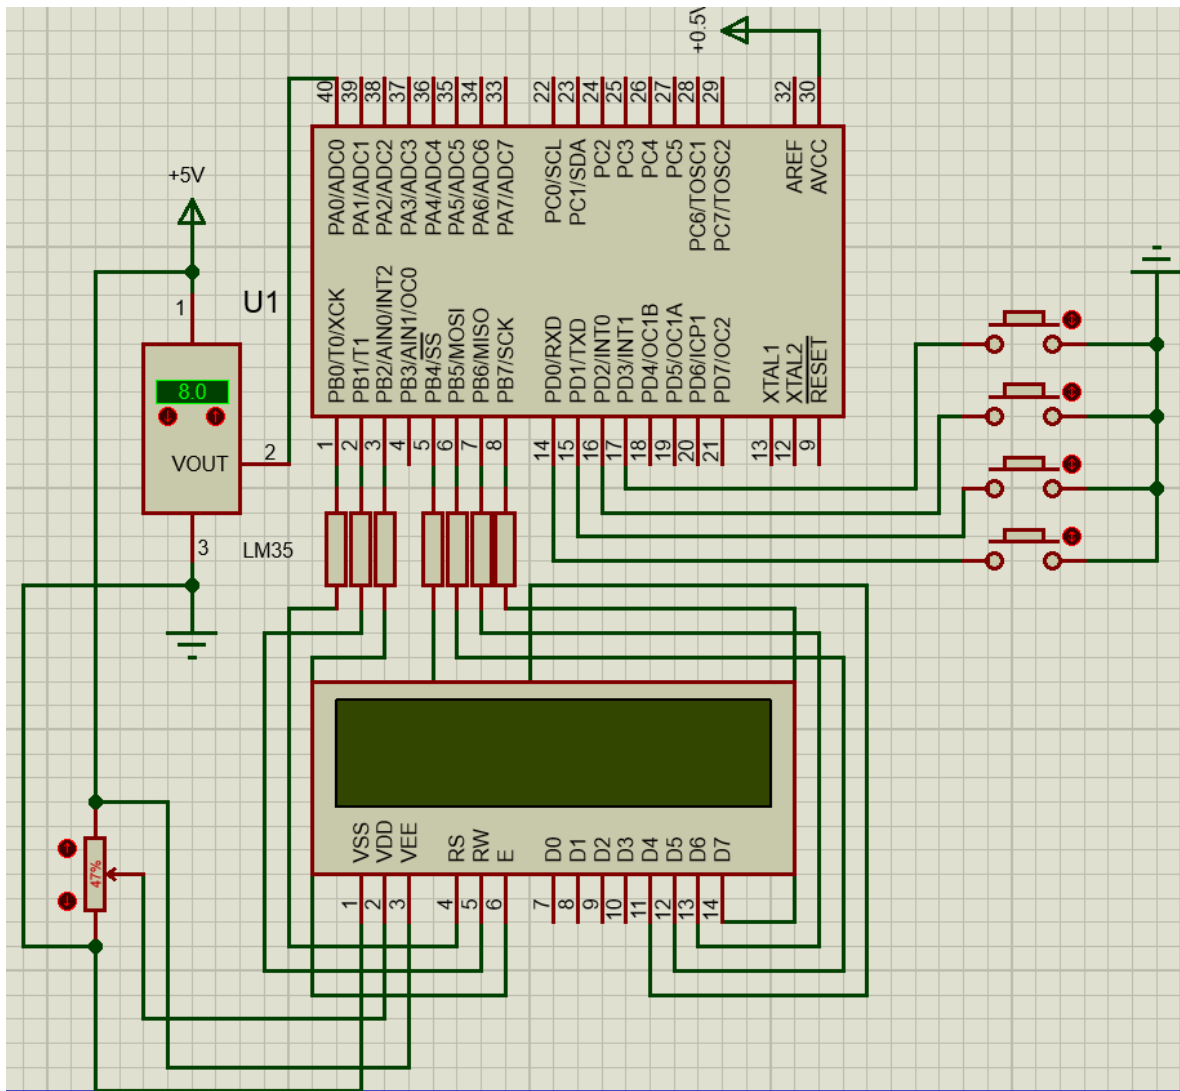 +0.5V
40
39
38
37
36
35
34
33
22
23
24
25
26
27
28
29
32
30
PA0/ADC0
PA1/ADC1
PA2/ADC2
PA3/ADC3
PA4/ADC4
PA5/ADC5
PA6/ADC6
PA7/ADC7
PC0/SCL
PC1/SDA
PC2
PC3
PC4
PC5
PC6/TOSC1
PC7/TOSC2
AREF
AVCC
+5V
1
U1
8.0
VOUT
2
3
LM35
PB0/T0/XCK
PB1/T1
PB2/AIN0/INT2
PB3/AIN1/OC0
PB4/SS
PB5/MOSI
PB6/MISO
PB7/SCK
PD0/RXD
PD1/TXD
PD2/INT0
PD3/INT1
PD4/OC1B
PD5/OC1A
PD6/ICP1
PD7/OC2
XTAL1
XTAL2
RESET
1
2
3
4
5
6
7
8
14
15
16
17
18
19
20
21
13
12
9
47%
VSS
VDD
VEE
RS
RW
E
D0
D1
D2
D3
D4
D5
D6
D7
1
2
3
4
5
6
7
8
9
10
11
12
13
14